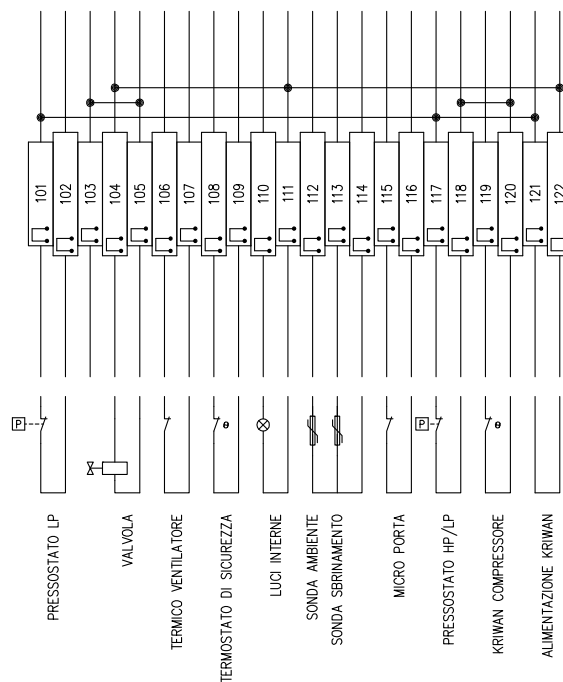 101
102
103
104
105
106
107
108
109
110
111
112
113
114
115
116
117
118
119
120
121
122
P
θ
P
θ
PRESSOSTATO LP
VALVOLA
TERMICO VENTILATORE
TERMOSTATO DI SICUREZZA
LUCI INTERNE
SONDA AMBIENTE
SONDA SBRINAMENTO
MICRO PORTA
PRESSOSTATO HP/LP
KRIWAN COMPRESSORE
ALIMENTAZIONE KRIWAN